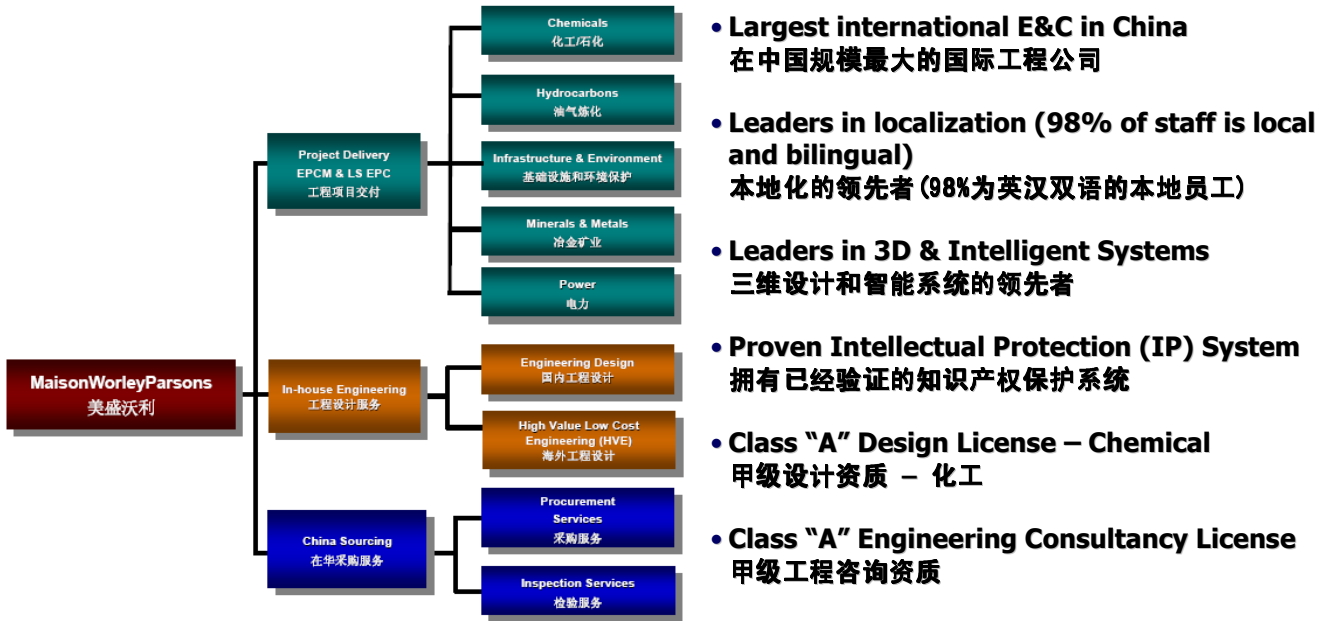 MaisonWorleyParsons
美盛沃利
Project Delivery
EPCM & LS EPC
工程项目交付
Chemicals
化工/石化
Hydrocarbons
油气炼化
Infrastructure & Environment
基础设施和环境保护
Minerals & Metals
冶金矿业
Power
电力
In-house Engineering
工程设计服务
Engineering Design
国内工程设计
High Value Low Cost
Engineering (HVE)
海外工程设计
China Sourcing
在华采购服务
Procurement
Services
采购服务
Inspection Services
检验服务
• Largest international E&C in China
在中国规模最大的国际工程公司
• Leaders in localization (98% of staff is local
and bilingual)
本地化的领先者(98%为英汉双语的本地员工)
• Leaders in 3D & Intelligent Systems
三维设计和智能系统的领先者
• Proven Intellectual Protection (IP) System
拥有已经验证的知识产权保护系统
• Class “A” Design License – Chemical
甲级设计资质 – 化工
• Class “A” Engineering Consultancy License
甲级工程咨询资质